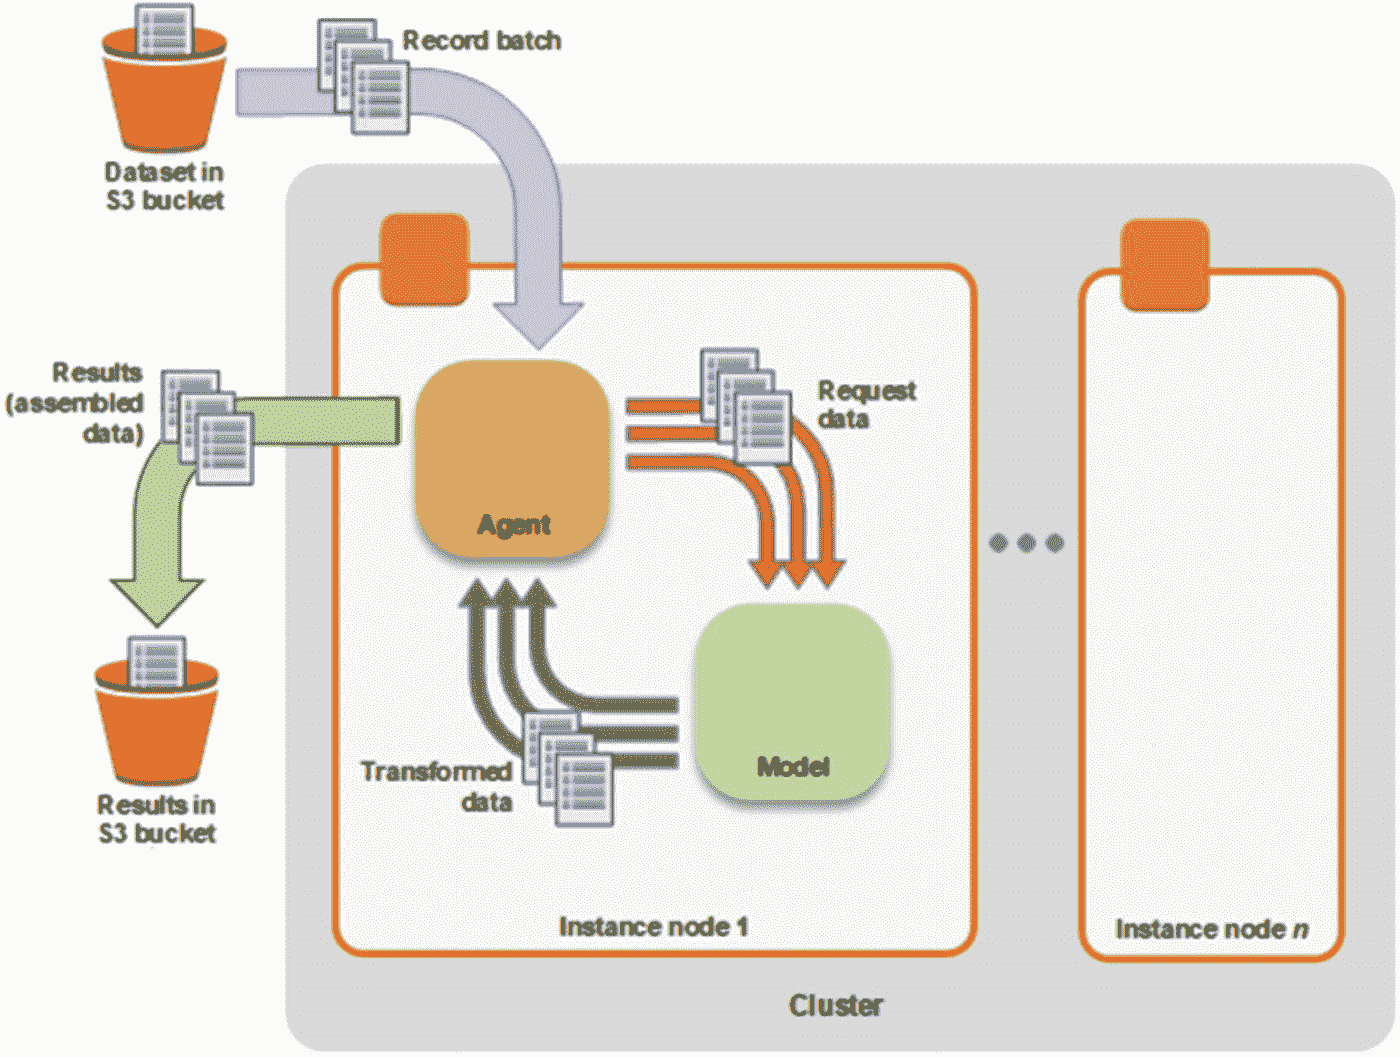 Record batch
Dataset in
S3 bucket
Results
(assembled
data)
Request
data
Agent
Model
Transformed
data
Results in
S3 bucket
Instance node 1
Instance node n
Cluster